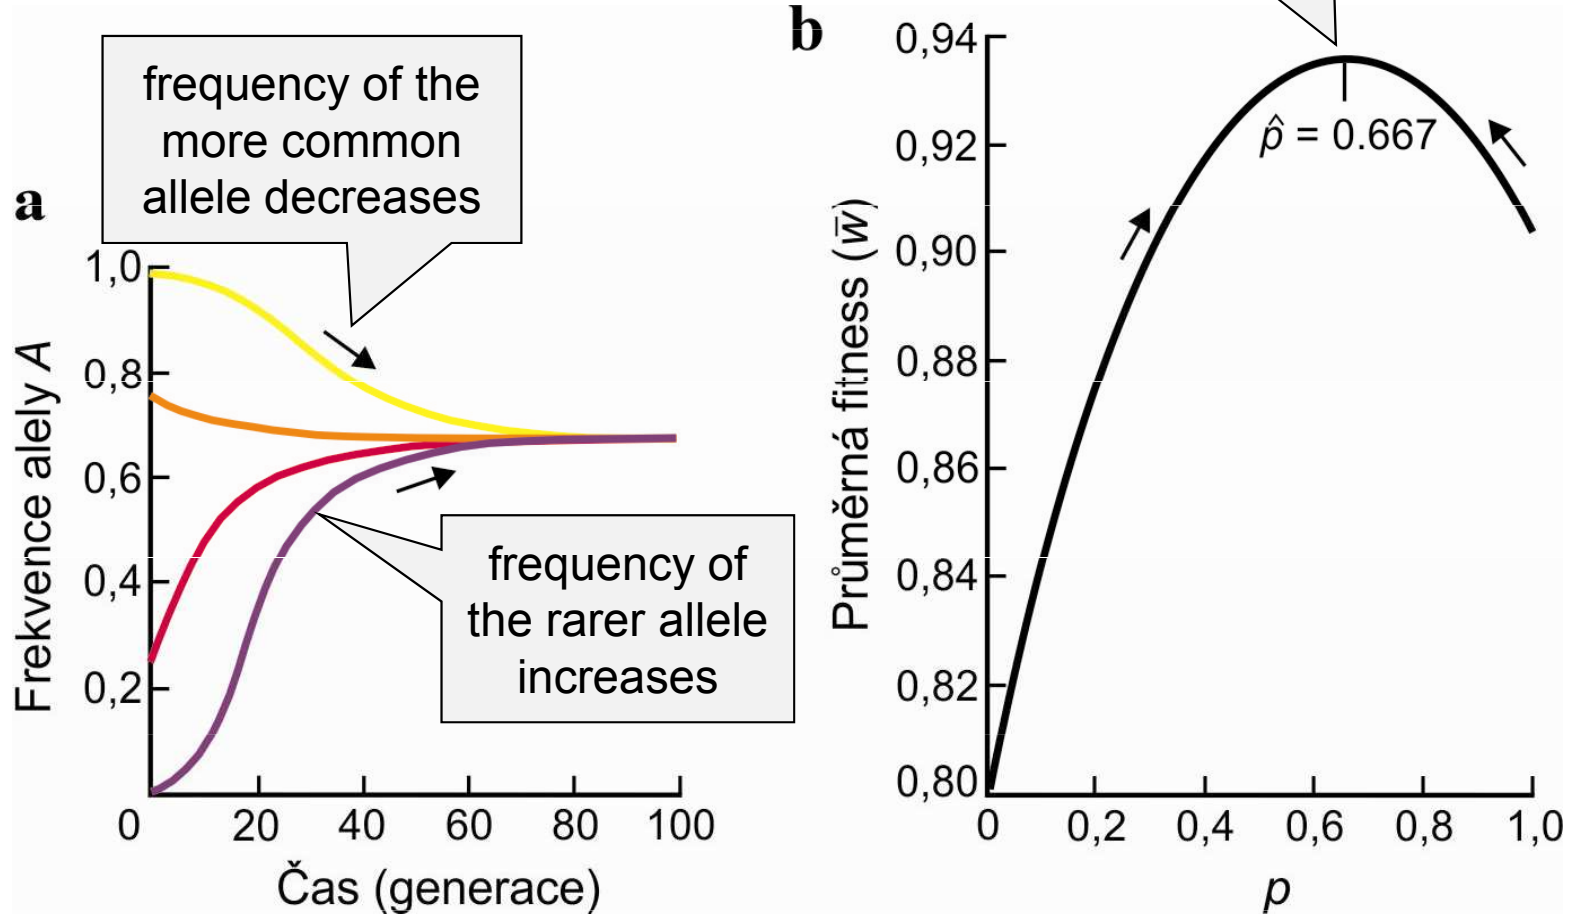 a
frequency of the
more common
allele decreases
Frekvence alely A
1,0
0,8
0,6
0,4
0,2
frequency of
the rarer allele
increases
0 20 40 60 80 100
Čas (generace)
b
Průměrná fitness (w̄)
0,94
0,92
0,90
0,88
0,86
0,84
0,82
0,80
p̂ = 0.667
0 0,2 0,4 0,6 0,8 1,0
p